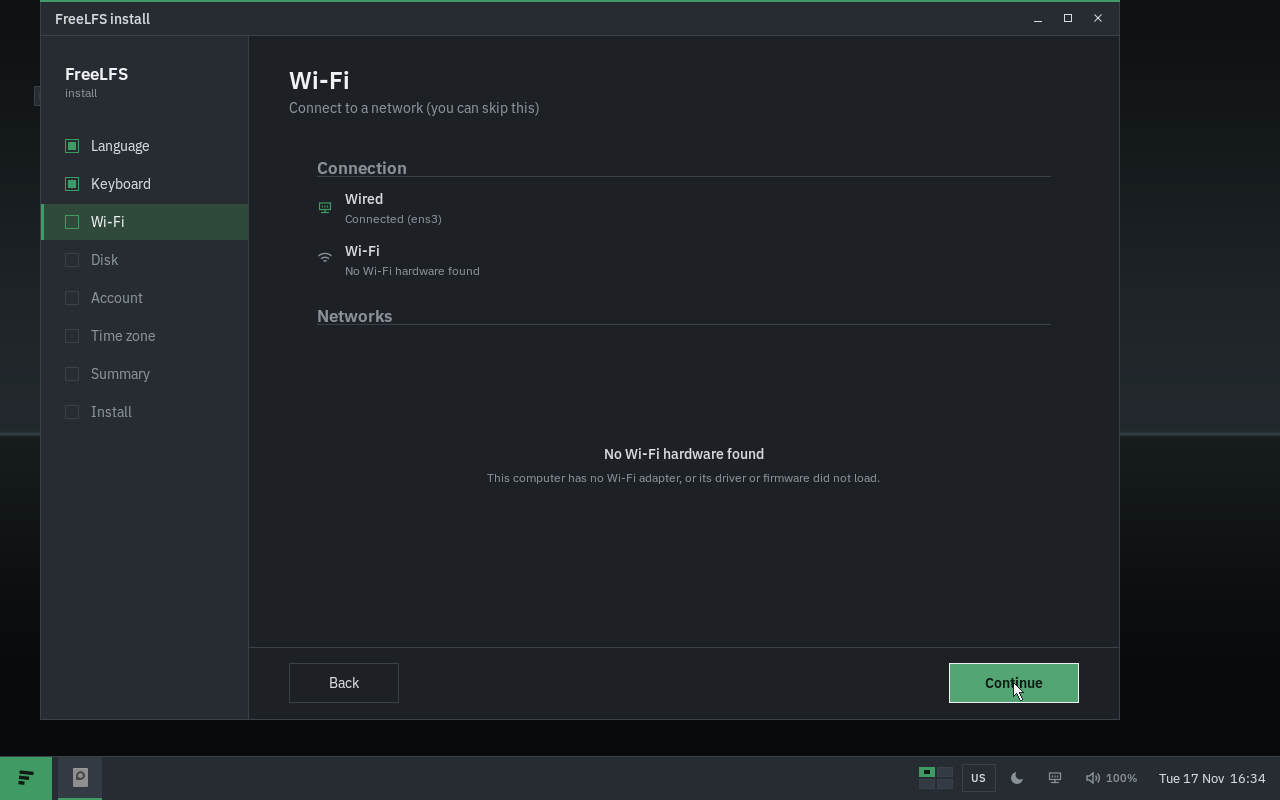 FreeLFS install
FreeLFS
install
Language
Keyboard
Wi-Fi
Disk
Account
Time zone
Summary
Install
Wi-Fi
Connect to a network (you can skip this)
Connection
Wired
Connected (ens3)
Wi-Fi
No Wi-Fi hardware found
Networks
No Wi-Fi hardware found
This computer has no Wi-Fi adapter, or its driver or firmware did not load.
Back
Continue
US
100%
Tue 17 Nov 16:34